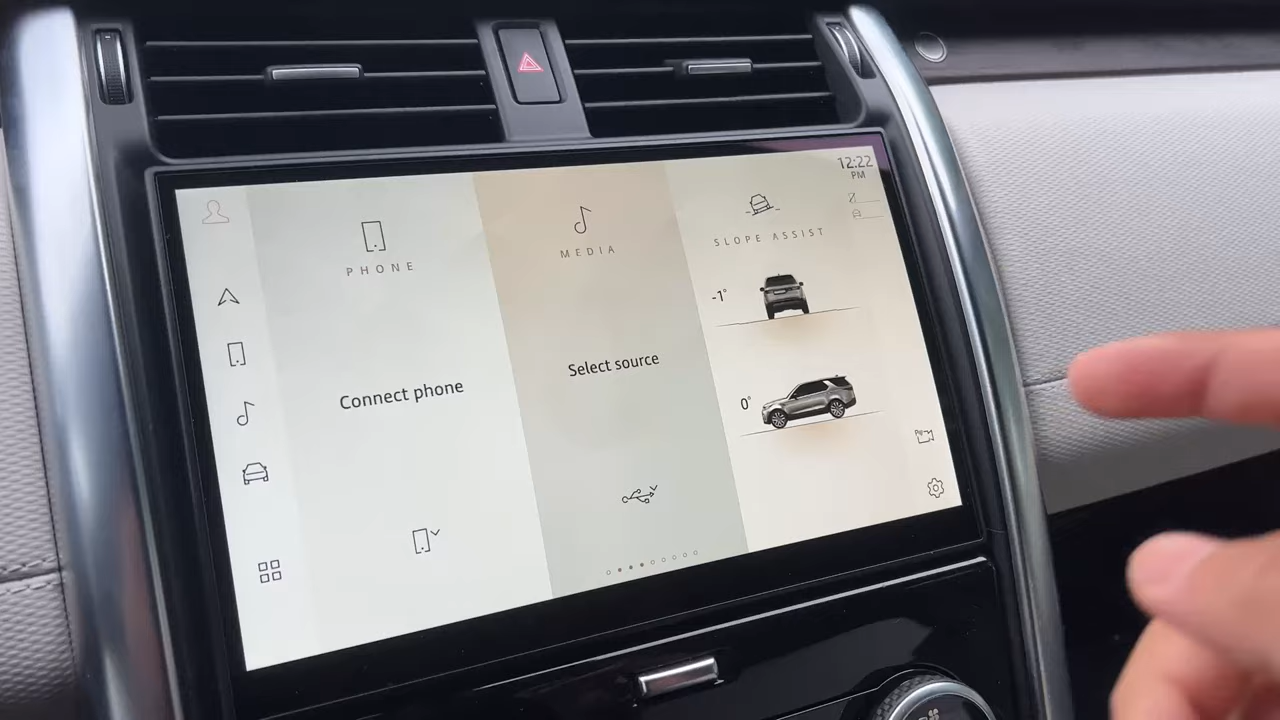 12:22
PM
PHONE
Connect phone
MEDIA
Select source
SLOPE ASSIST
-1°
0°